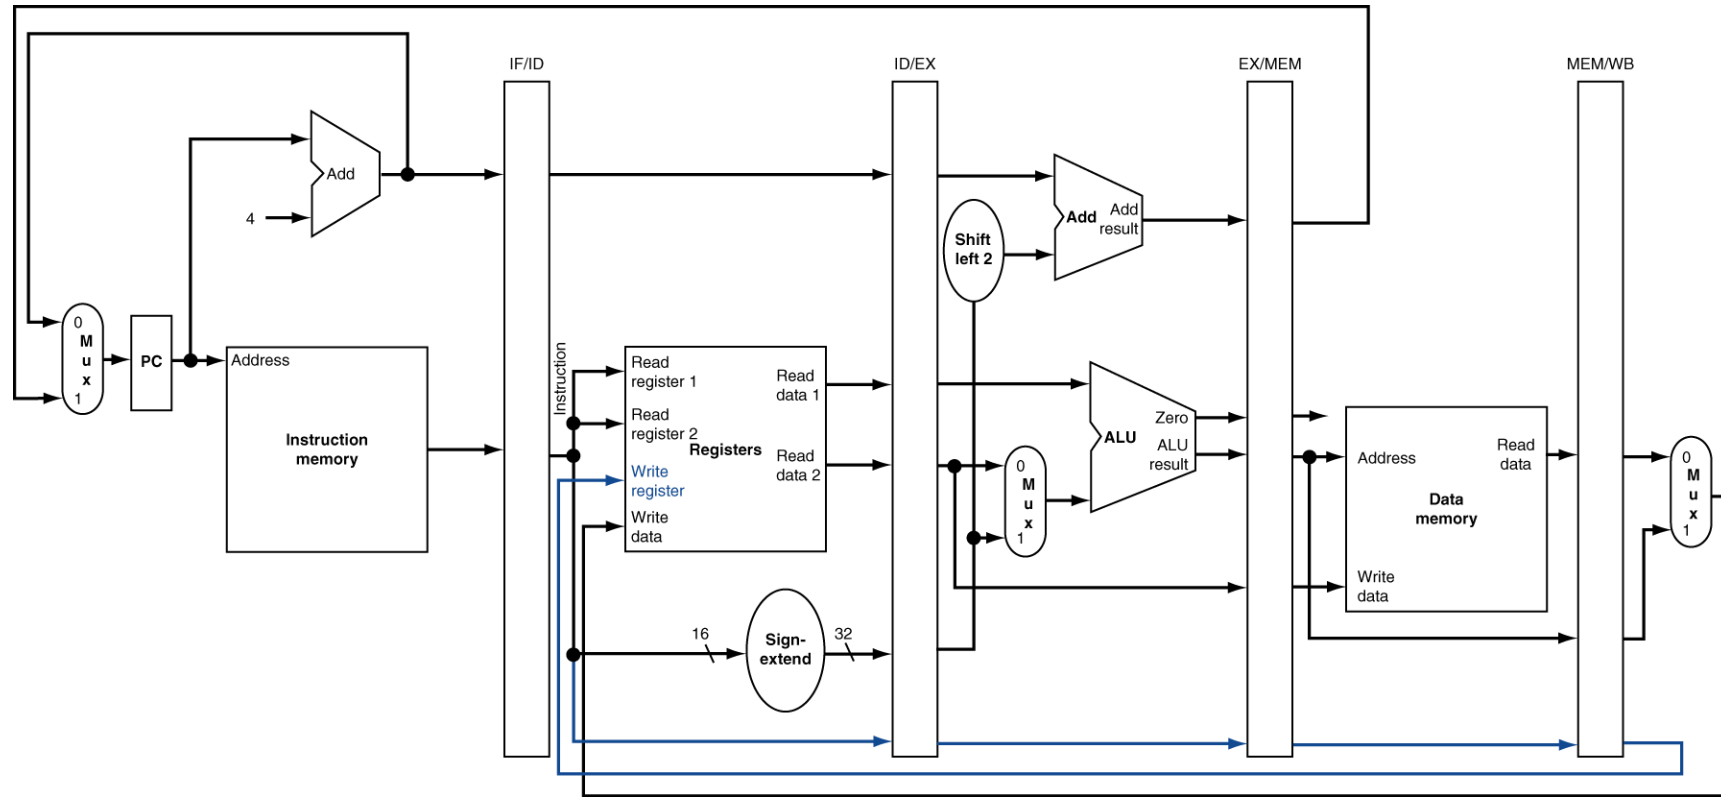 IF/ID
ID/EX
EX/MEM
MEM/WB
Add
4
Add
Add
result
Shift
left 2
0
M
u
x
1
PC
Address
Instruction
memory
Instruction
Read
register 1
Read
register 2
Write
register
Write
data
Registers
Read
data 1
Read
data 2
16
Sign-
extend
32
0
M
u
x
1
ALU
Zero
ALU
result
Address
Read
data
Data
memory
Write
data
0
M
u
x
1